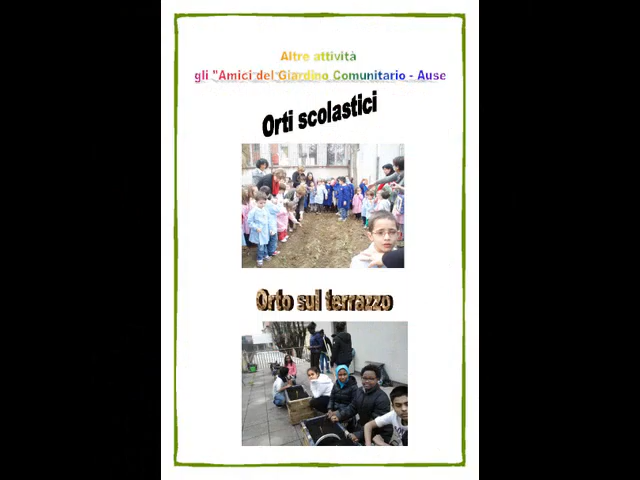 Altre attività
gli "Amici del Giardino Comunitario - Ause
Orti scolastici
Orto sul terrazzo